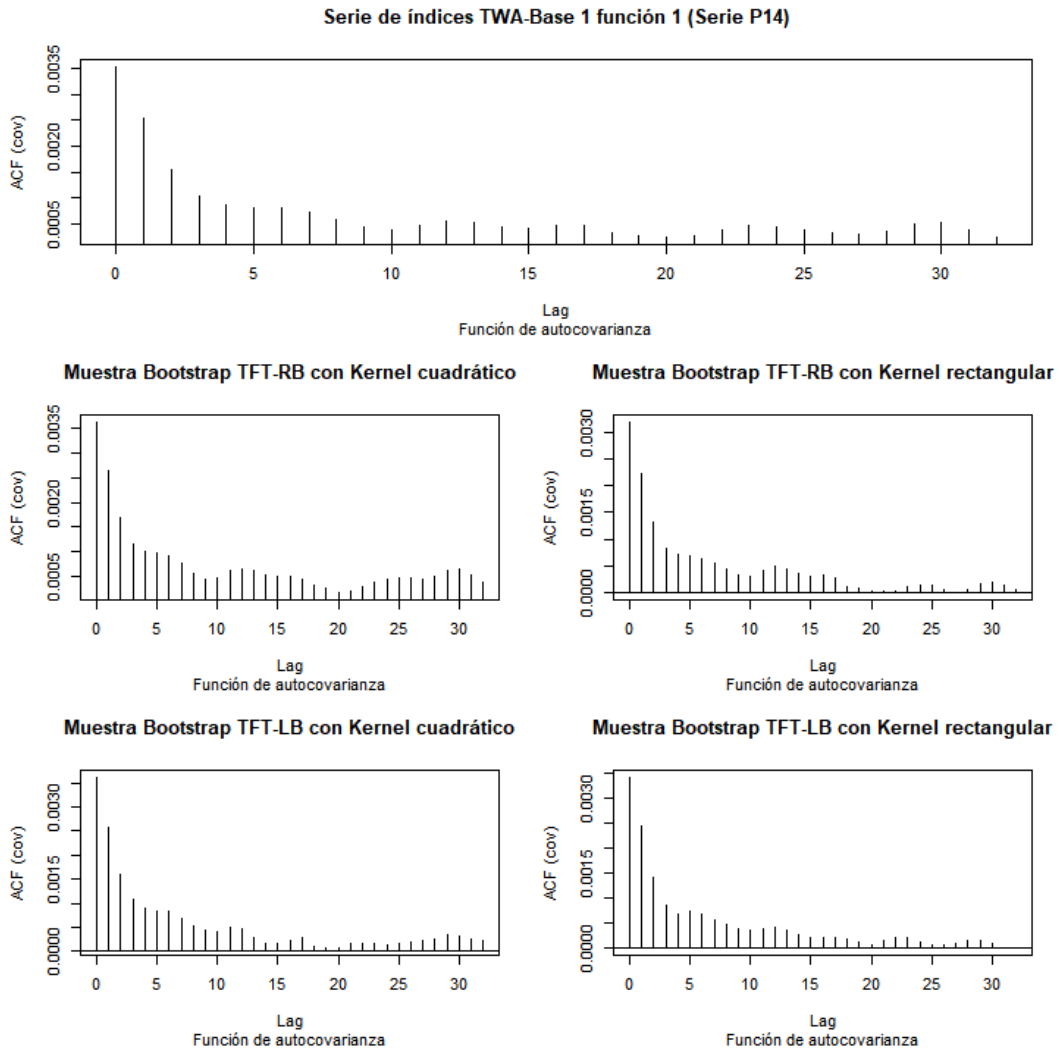 Serie de índices TWA-Base 1 función 1 (Serie P14)
ACF (cov)
0.0035
0.0020
0.0005
0 5 10 15 20 25 30
Lag
Función de autocovarianza
Muestra Bootstrap TFT-RB con Kernel cuadrático
ACF (cov)
0.0035
0.0020
0.0005
0 5 10 15 20 25 30
Lag
Función de autocovarianza
Muestra Bootstrap TFT-RB con Kernel rectangular
ACF (cov)
0.0030
0.0015
0.0000
0 5 10 15 20 25 30
Lag
Función de autocovarianza
Muestra Bootstrap TFT-LB con Kernel cuadrático
ACF (cov)
0.0030
0.0015
0.0000
0 5 10 15 20 25 30
Lag
Función de autocovarianza
Muestra Bootstrap TFT-LB con Kernel rectangular
ACF (cov)
0.0030
0.0015
0.0000
0 5 10 15 20 25 30
Lag
Función de autocovarianza